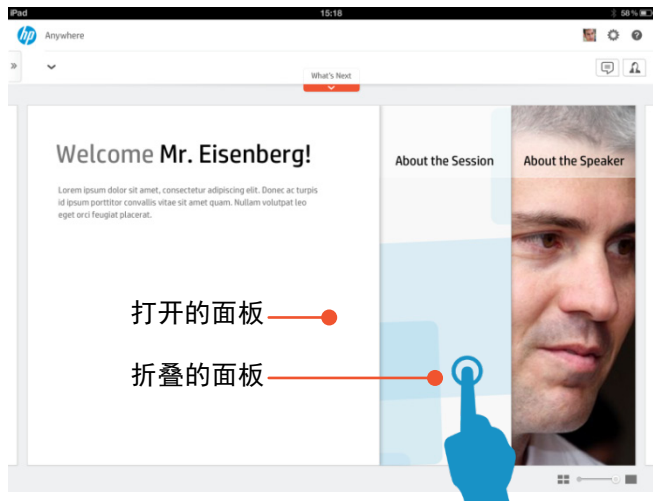 iPad
15:18
58 %
hp
Anywhere
What's Next
Welcome Mr. Eisenberg!
About the Session
About the Speaker
Lorem ipsum dolor sit amet, consectetur adipiscing elit. Donec ac turpis
id ipsum porttitor convallis vitae sit amet quam. Nullam volutpat leo
eget orci feugiat placerat.
打开的面板
折叠的面板